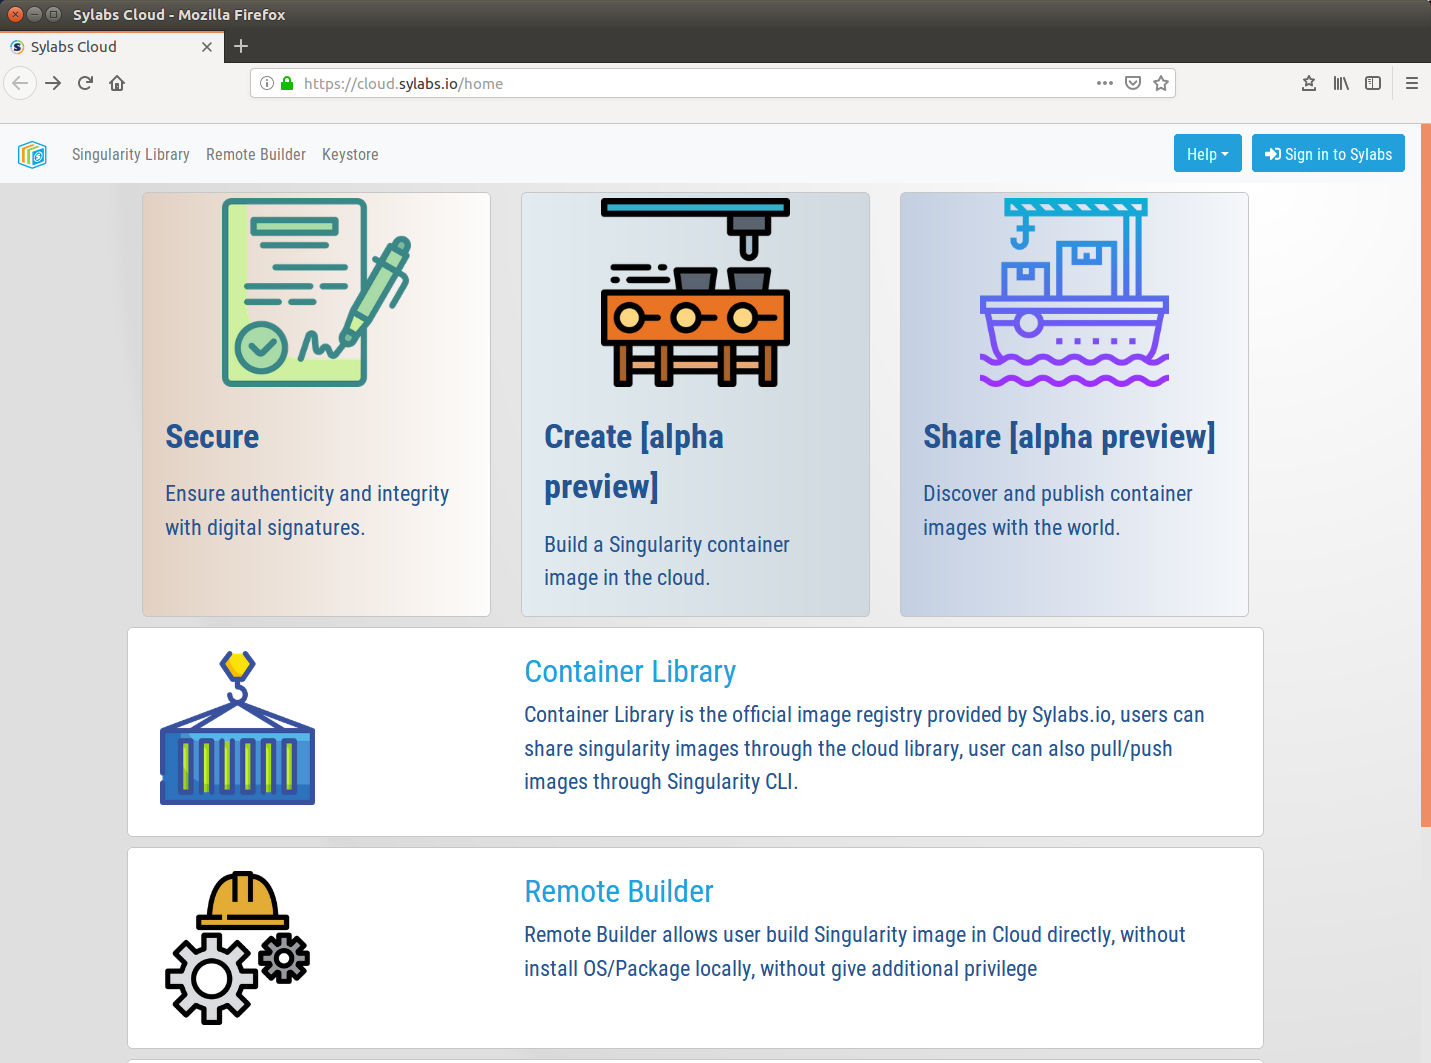 Sylabs Cloud - Mozilla Firefox
Sylabs Cloud
https://cloud.sylabs.io/home
Singularity Library Remote Builder Keystore Help Sign in to Sylabs
Secure
Ensure authenticity and integrity
with digital signatures.
Create [alpha
preview]
Build a Singularity container
image in the cloud.
Share [alpha preview]
Discover and publish container
images with the world.
Container Library
Container Library is the official image registry provided by Sylabs.io, users can
share singularity images through the cloud library, user can also pull/push
images through Singularity CLI.
Remote Builder
Remote Builder allows user build Singularity image in Cloud directly, without
install OS/Package locally, without give additional privilege